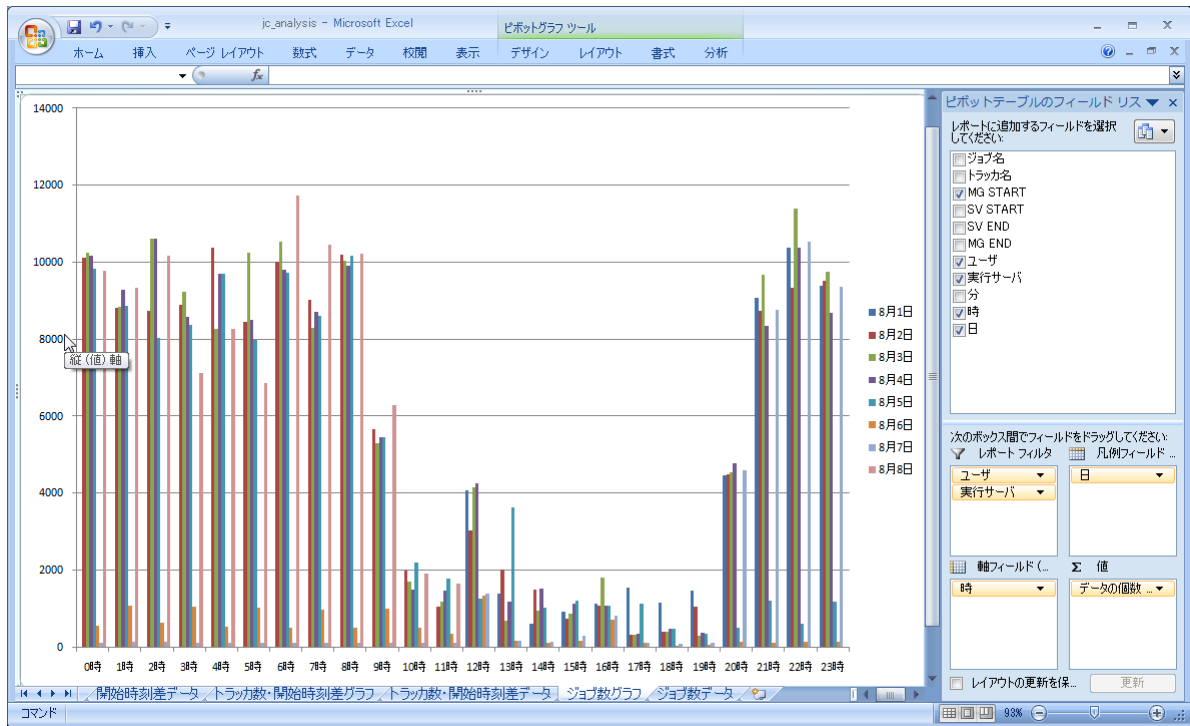 jc_analysis - Microsoft Excel
ピボットグラフ ツール
ホーム 挿入 ページ レイアウト 数式 データ 校閲 表示 デザイン レイアウト 書式 分析
fx
14000
12000
10000
8000
6000
4000
2000
0
縦 (値) 軸
0時 1時 2時 3時 4時 5時 6時 7時 8時 9時 10時 11時 12時 13時 14時 15時 16時 17時 18時 19時 20時 21時 22時 23時
8月1日
8月2日
8月3日
8月4日
8月5日
8月6日
8月7日
8月8日
ピボットテーブルのフィールド リス
レポートに追加するフィールドを選択
してください:
ジョブ名
トラッカ名
MG START
SV START
SV END
MG END
ユーザ
実行サーバ
分
時
日
次のボックス間でフィールドをドラッグしてください:
レポート フィルタ
凡例フィールド ...
ユーザ
実行サーバ
日
軸フィールド (...
Σ 値
時
データの個数 ...
レイアウトの更新を保...
更新
開始時刻差データ トラッカ数・開始時刻差グラフ トラッカ数・開始時刻差データ ジョブ数グラフ ジョブ数データ
コマンド
93%